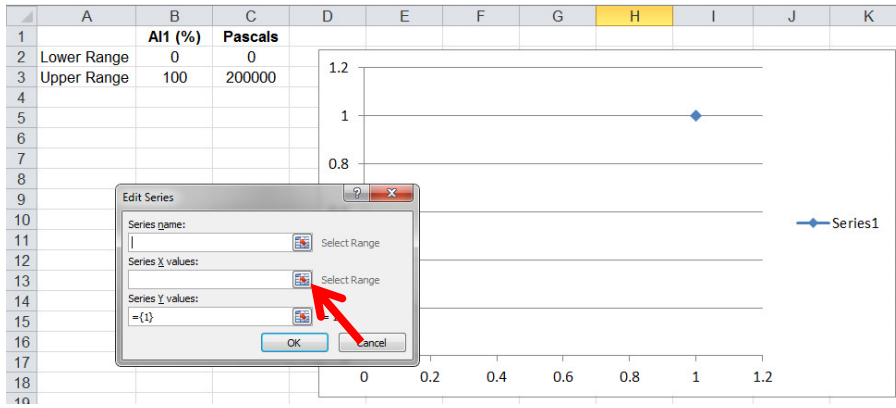 A B C D E F G H I J K
1 AI1 (%) Pascals
2 Lower Range 0 0
3 Upper Range 100 200000
4
5
6
7
8
9
10
11
12
13
14
15
16
17
18
19
1.2
1
0.8
0 0.2 0.4 0.6 0.8 1 1.2
Series1
Edit Series
Series name:
Select Range
Series X values:
Select Range
Series Y values:
={1}
=
OK Cancel